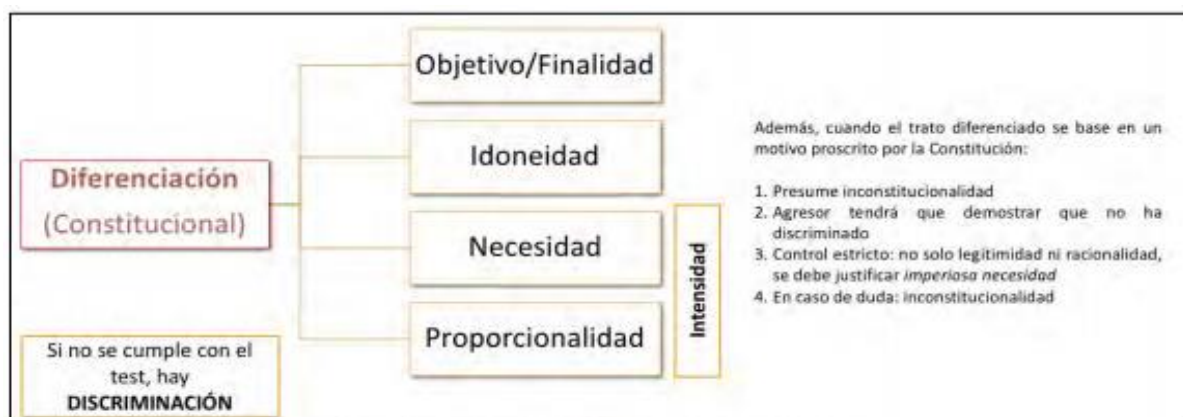 Diferenciación
(Constitucional)
Si no se cumple con el
test, hay
DISCRIMINACIÓN
Objetivo/Finalidad
Idoneidad
Necesidad
Proporcionalidad
Intensidad
Además, cuando el trato diferenciado se base en un
motivo proscrito por la Constitución:
1. Presume inconstitucionalidad
2. Agresor tendrá que demostrar que no ha
discriminado
3. Control estricto: no solo legitimidad ni racionalidad,
se debe justificar imperiosa necesidad
4. En caso de duda: inconstitucionalidad